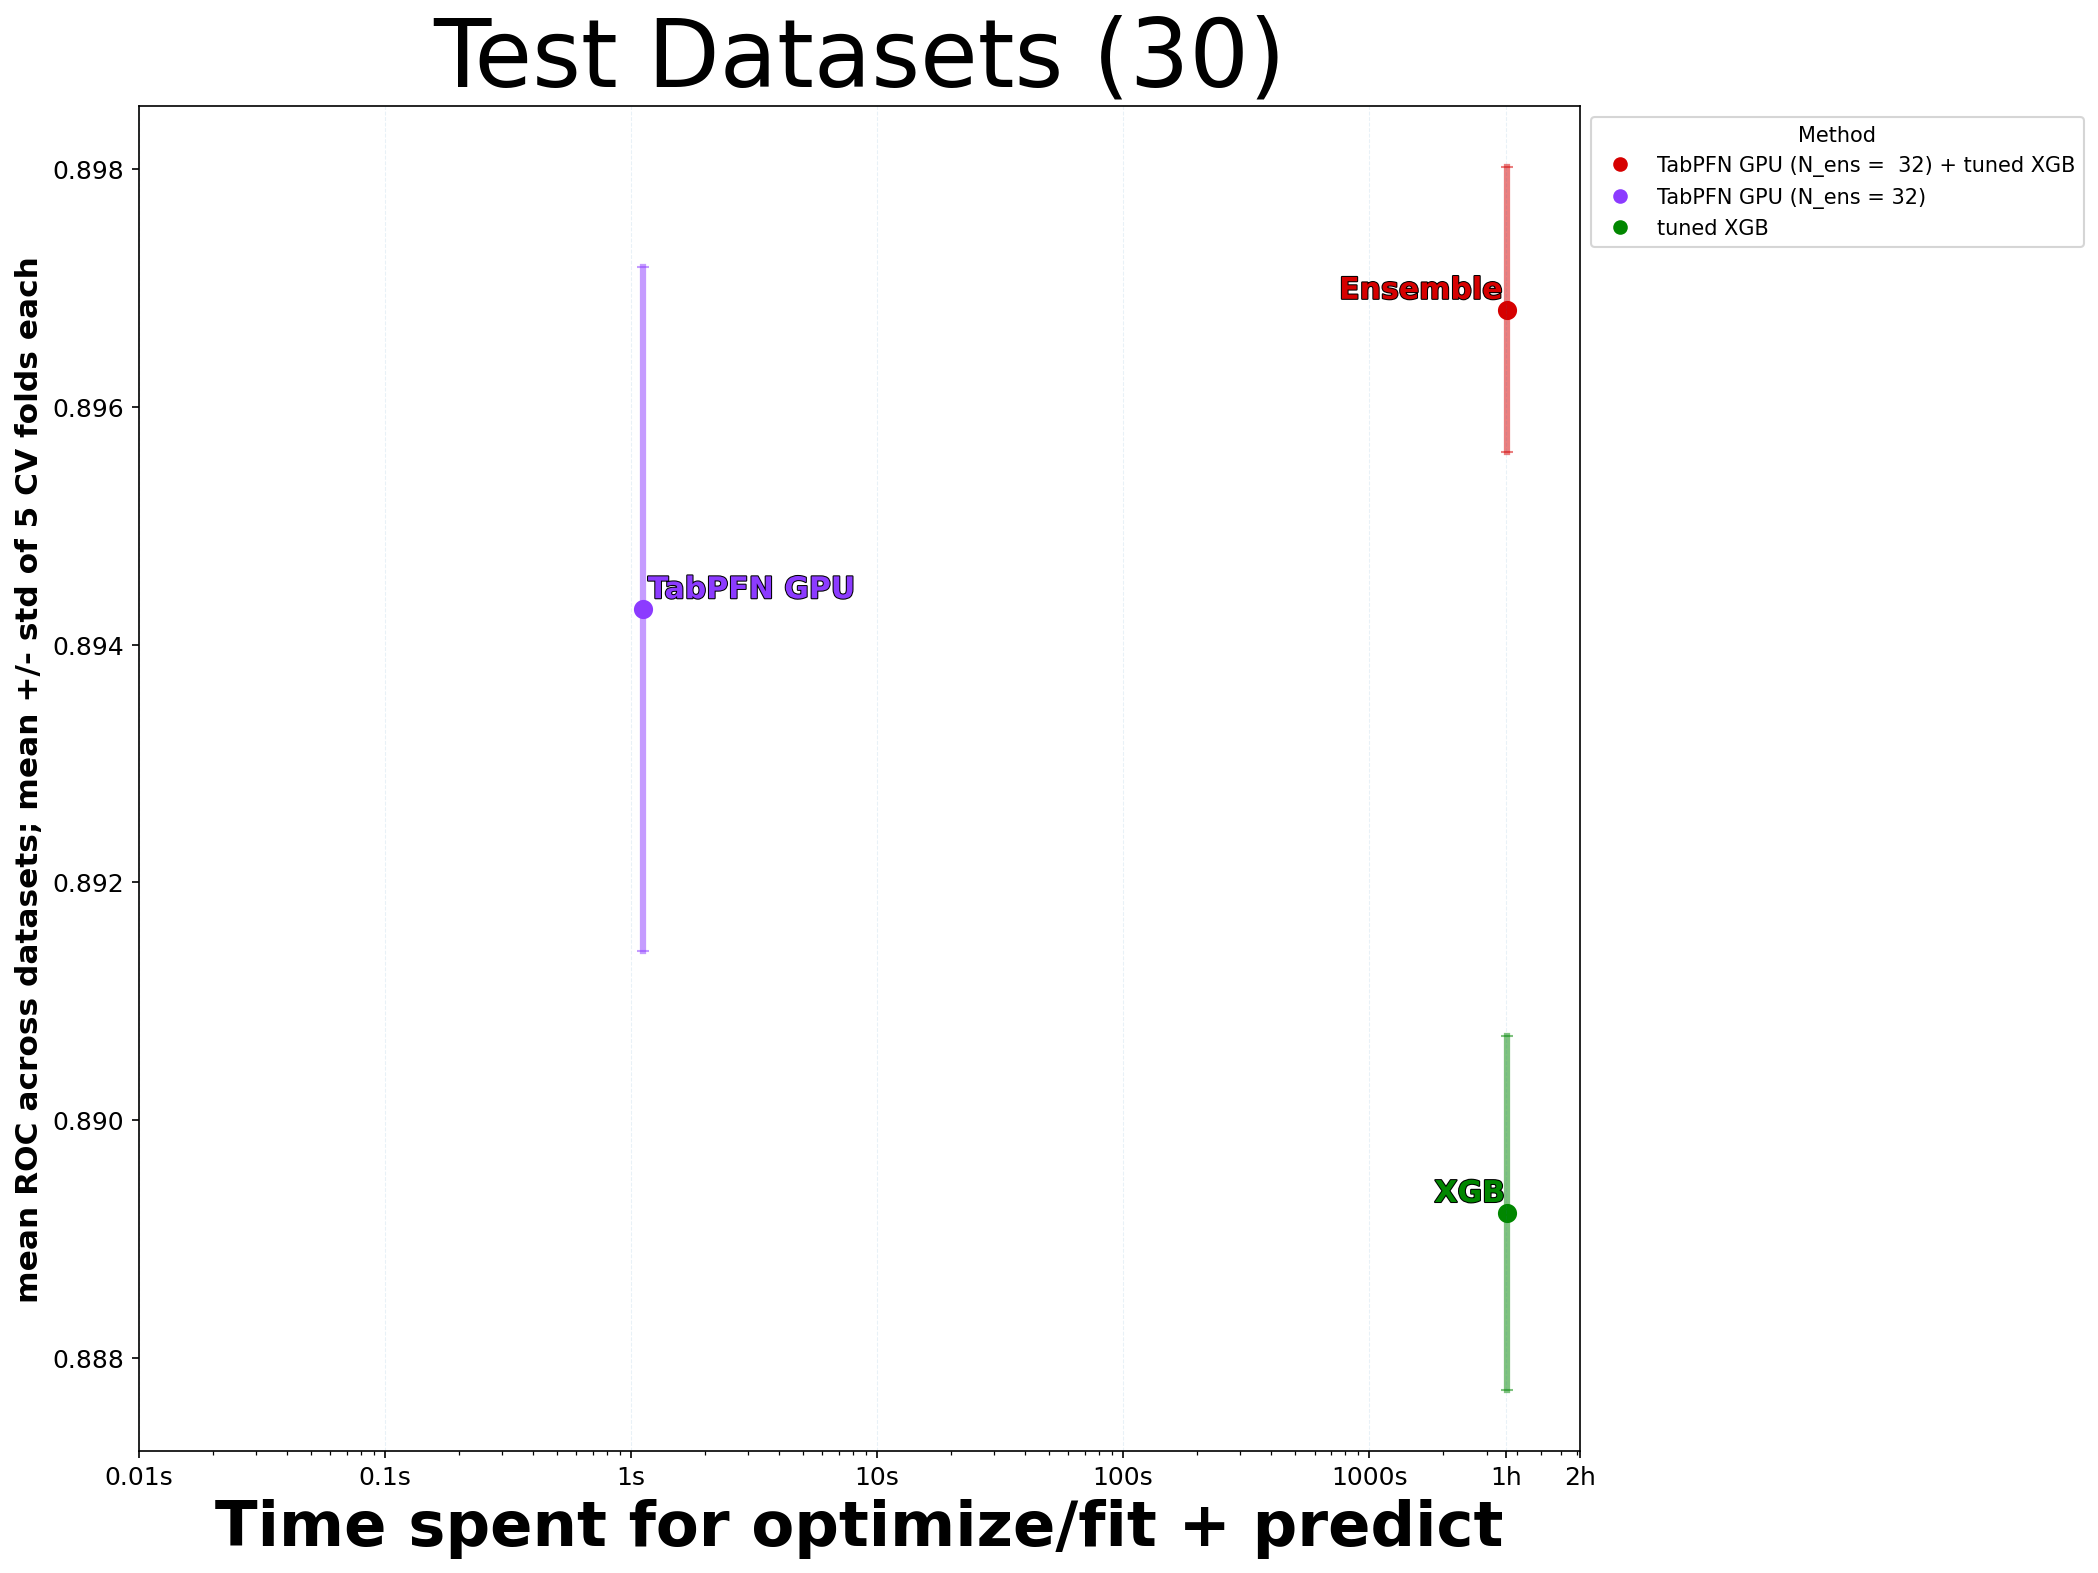 Test Datasets (30)
mean ROC across datasets; mean +/- std of 5 CV folds each
0.898
0.896
0.894
0.892
0.890
0.888
Ensemble
TabPFN GPU
XGB
0.01s 0.1s 1s 10s 100s 1000s 1h 2h
Time spent for optimize/fit + predict
Method
TabPFN GPU (N_ens =  32) + tuned XGB
TabPFN GPU (N_ens = 32)
tuned XGB